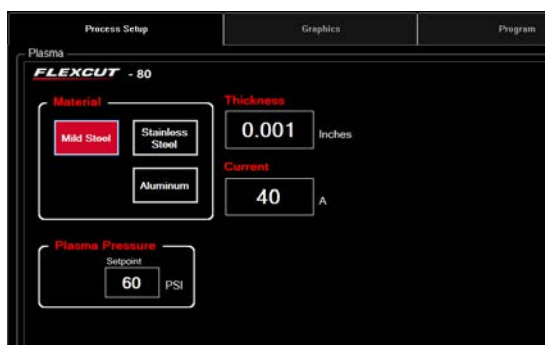 Process Setup Graphics Program
Plasma
FLEXCUT - 80
Material
Mild Steel
Stainless
Steel
Aluminum
Thickness
0.001 Inches
Current
40 A
Plasma Pressure
Setpoint
60 PSI